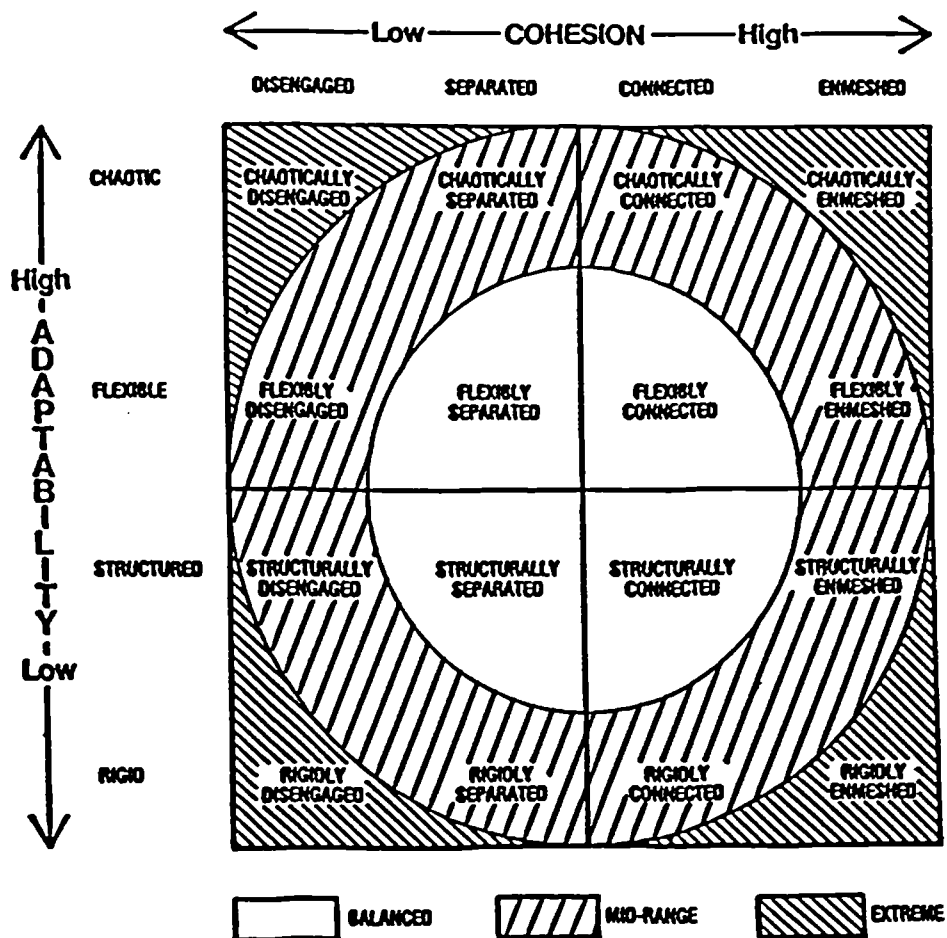 Low COHESION High
DISENGAGED SEPARATED CONNECTED ENMESHED
CHAOTIC
CHAOTICALLY DISENGAGED
CHAOTICALLY SEPARATED
CHAOTICALLY CONNECTED
CHAOTICALLY ENMESHED
High
ADAPTABILITY
Low
FLEXIBLE
FLEXIBLY DISENGAGED
FLEXIBLY SEPARATED
FLEXIBLY CONNECTED
FLEXIBLY ENMESHED
STRUCTURED
STRUCTURALLY DISENGAGED
STRUCTURALLY SEPARATED
STRUCTURALLY CONNECTED
STRUCTURALLY ENMESHED
RIGID
RIGIDLY DISENGAGED
RIGIDLY SEPARATED
RIGIDLY CONNECTED
RIGIDLY ENMESHED
BALANCED MID-RANGE EXTREME